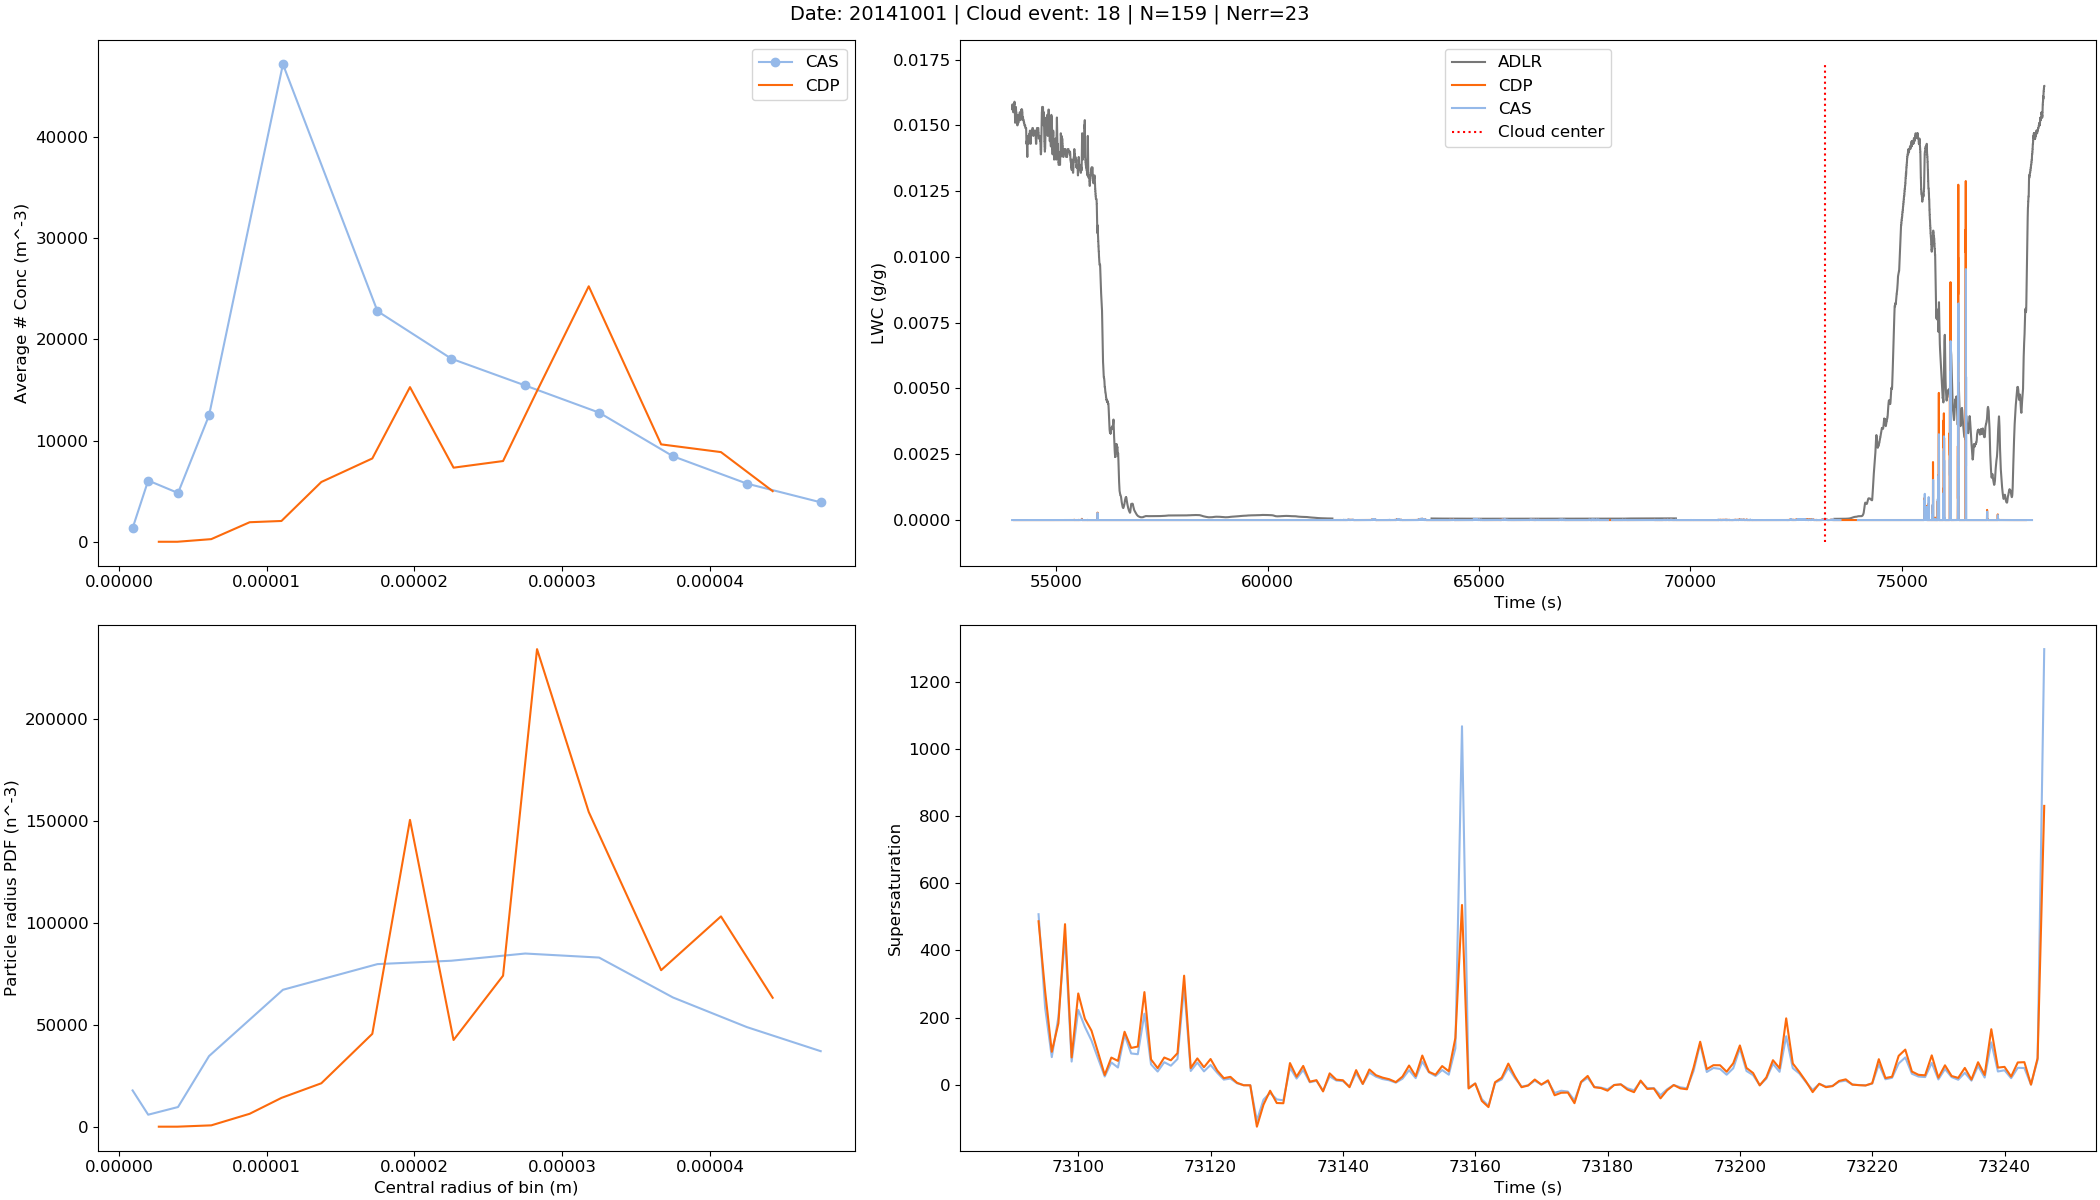 Date: 20141001 | Cloud event: 18 | N=159 | Nerr=23
Average # Conc (m^-3)
40000
30000
20000
10000
0
0.00000 0.00001 0.00002 0.00003 0.00004
CAS
CDP
LWC (g/g)
0.0175
0.0150
0.0125
0.0100
0.0075
0.0050
0.0025
0.0000
55000 60000 65000 70000 75000
Time (s)
ADLR
CDP
CAS
Cloud center
Particle radius PDF (n^-3)
200000
150000
100000
50000
0
0.00000 0.00001 0.00002 0.00003 0.00004
Central radius of bin (m)
Supersaturation
1200
1000
800
600
400
200
0
73100 73120 73140 73160 73180 73200 73220 73240
Time (s)